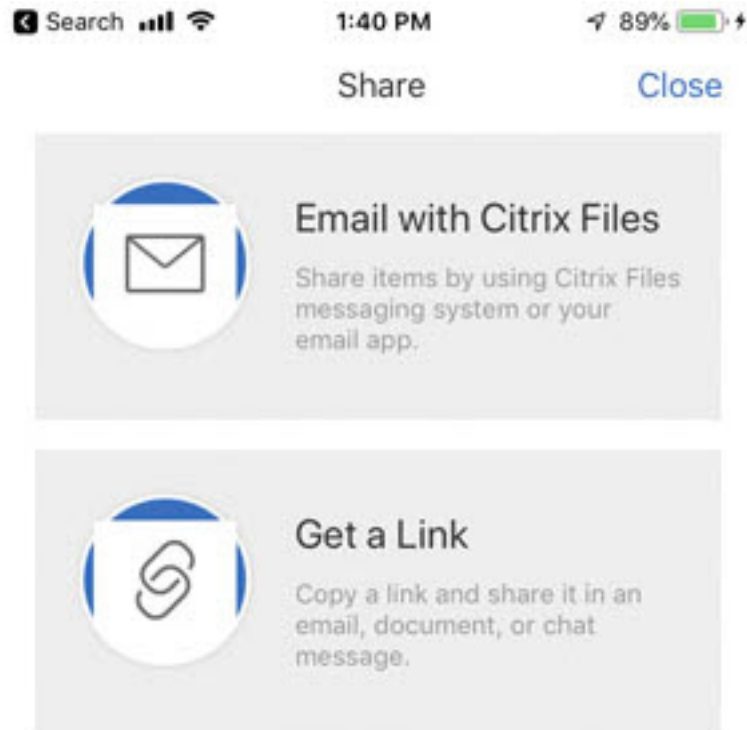 Search 1:40 PM 89%
Share Close
Email with Citrix Files
Share items by using Citrix Files
messaging system or your
email app.
Get a Link
Copy a link and share it in an
email, document, or chat
message.